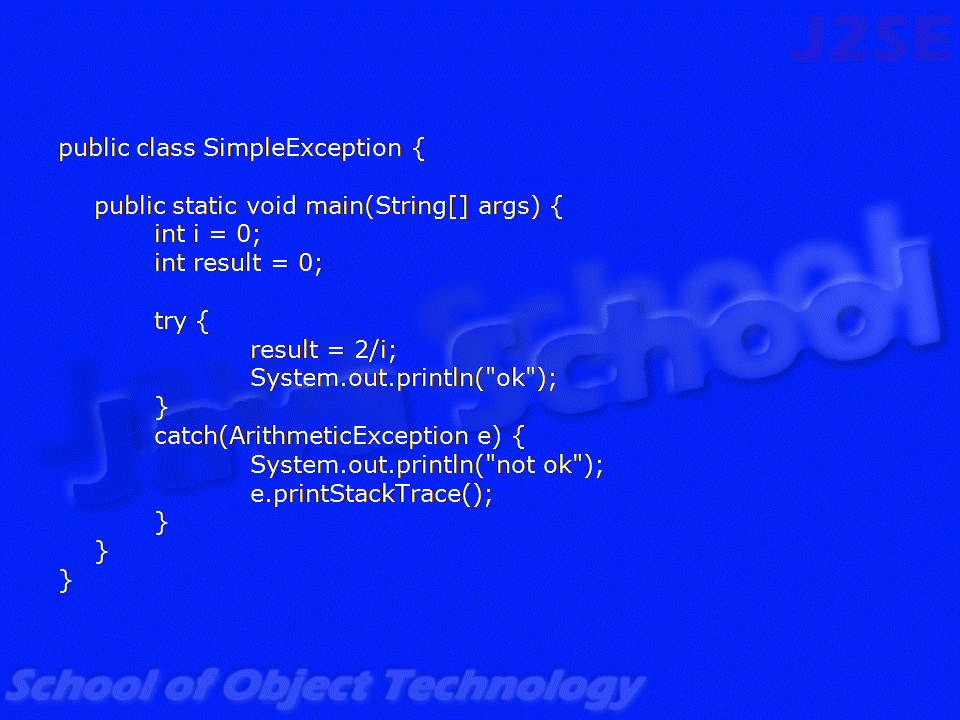 J2SE
public class SimpleException {
public static void main(String[] args) {
int i = 0;
int result = 0;
try {
result = 2/i;
System.out.println("ok");
}
catch(ArithmeticException e) {
System.out.println("not ok");
e.printStackTrace();
}
}
}
Java School
School of Object Technology